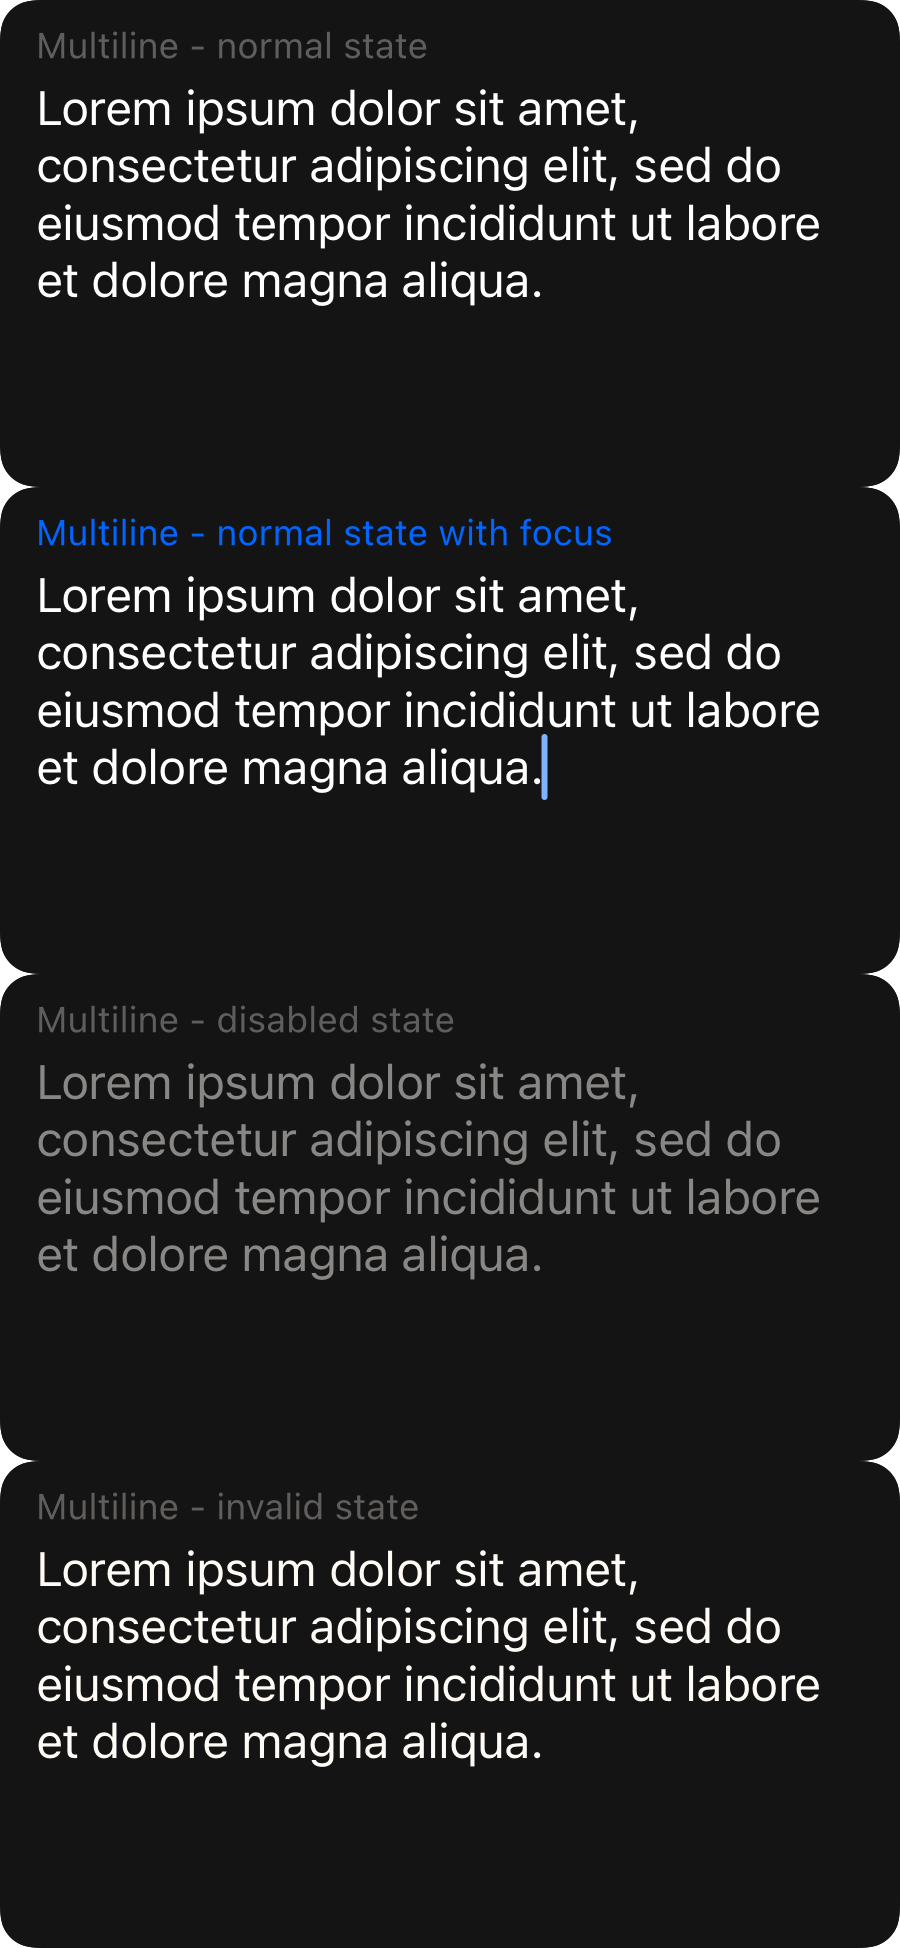 Multiline - normal state
Lorem ipsum dolor sit amet,
consectetur adipiscing elit, sed do
eiusmod tempor incididunt ut labore
et dolore magna aliqua.
Multiline - normal state with focus
Lorem ipsum dolor sit amet,
consectetur adipiscing elit, sed do
eiusmod tempor incididunt ut labore
et dolore magna aliqua.
Multiline - disabled state
Lorem ipsum dolor sit amet,
consectetur adipiscing elit, sed do
eiusmod tempor incididunt ut labore
et dolore magna aliqua.
Multiline - invalid state
Lorem ipsum dolor sit amet,
consectetur adipiscing elit, sed do
eiusmod tempor incididunt ut labore
et dolore magna aliqua.